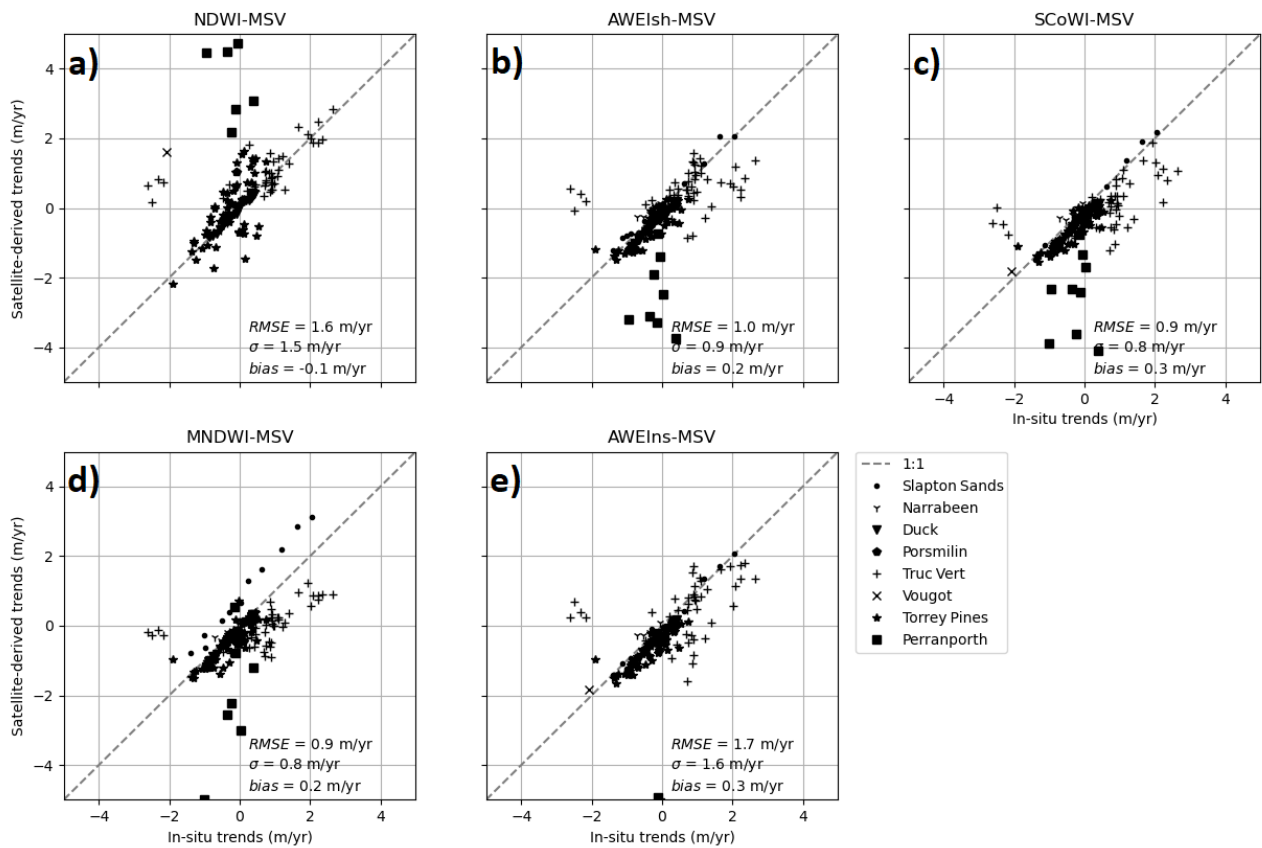 NDWI-MSV
AWEIsh-MSV
SCoWI-MSV
a)
b)
c)
Satellite-derived trends (m/yr)
4
2
0
−2
−4
RMSE = 1.6 m/yr
σ = 1.5 m/yr
bias = -0.1 m/yr
RMSE = 1.0 m/yr
σ = 0.9 m/yr
bias = 0.2 m/yr
RMSE = 0.9 m/yr
σ = 0.8 m/yr
bias = 0.3 m/yr
−4 −2 0 2 4
In-situ trends (m/yr)
MNDWI-MSV
AWEIns-MSV
d)
e)
Satellite-derived trends (m/yr)
4
2
0
−2
−4
RMSE = 0.9 m/yr
σ = 0.8 m/yr
bias = 0.2 m/yr
RMSE = 1.7 m/yr
σ = 1.6 m/yr
bias = 0.3 m/yr
−4 −2 0 2 4
In-situ trends (m/yr)
−4 −2 0 2 4
In-situ trends (m/yr)
1:1
Slapton Sands
Narrabeen
Duck
Porsmilin
Truc Vert
Vougot
Torrey Pines
Perranporth